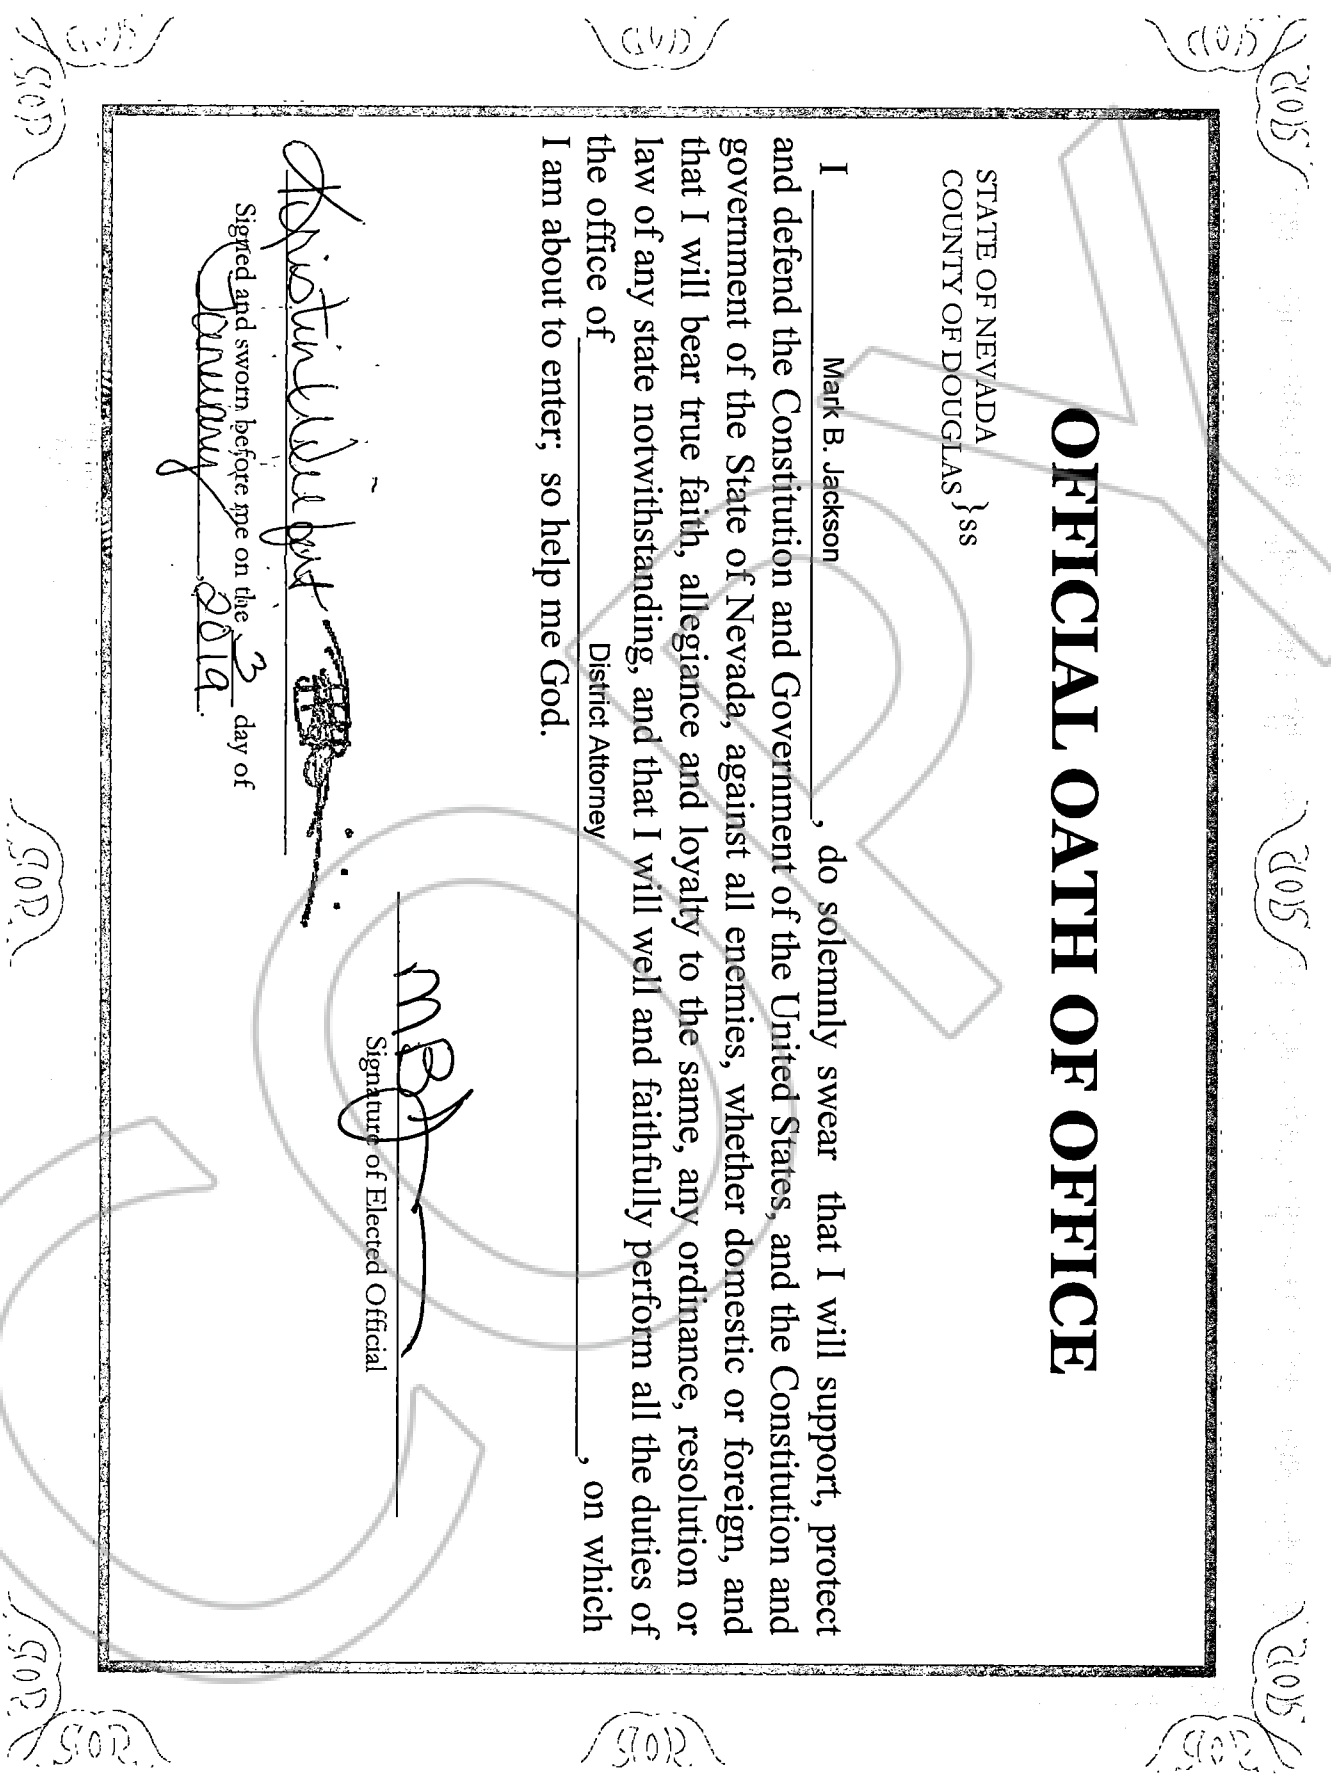 OFFICIAL OATH OF OFFICE
STATE OF NEVADA
COUNTY OF DOUGLAS } ss
I Mark B. Jackson, do solemnly swear that I will support, protect
and defend the Constitution and Government of the United States, and the Constitution and
government of the State of Nevada, against all enemies, whether domestic or foreign, and
that I will bear true faith, allegiance and loyalty to the same, any ordinance, resolution or
law of any state notwithstanding, and that I will well and faithfully perform all the duties of
the office of District Attorney, on which
I am about to enter; so help me God.
Signature of Elected Official
Signed and sworn before me on the 3 day of
January, 2019.
COPY